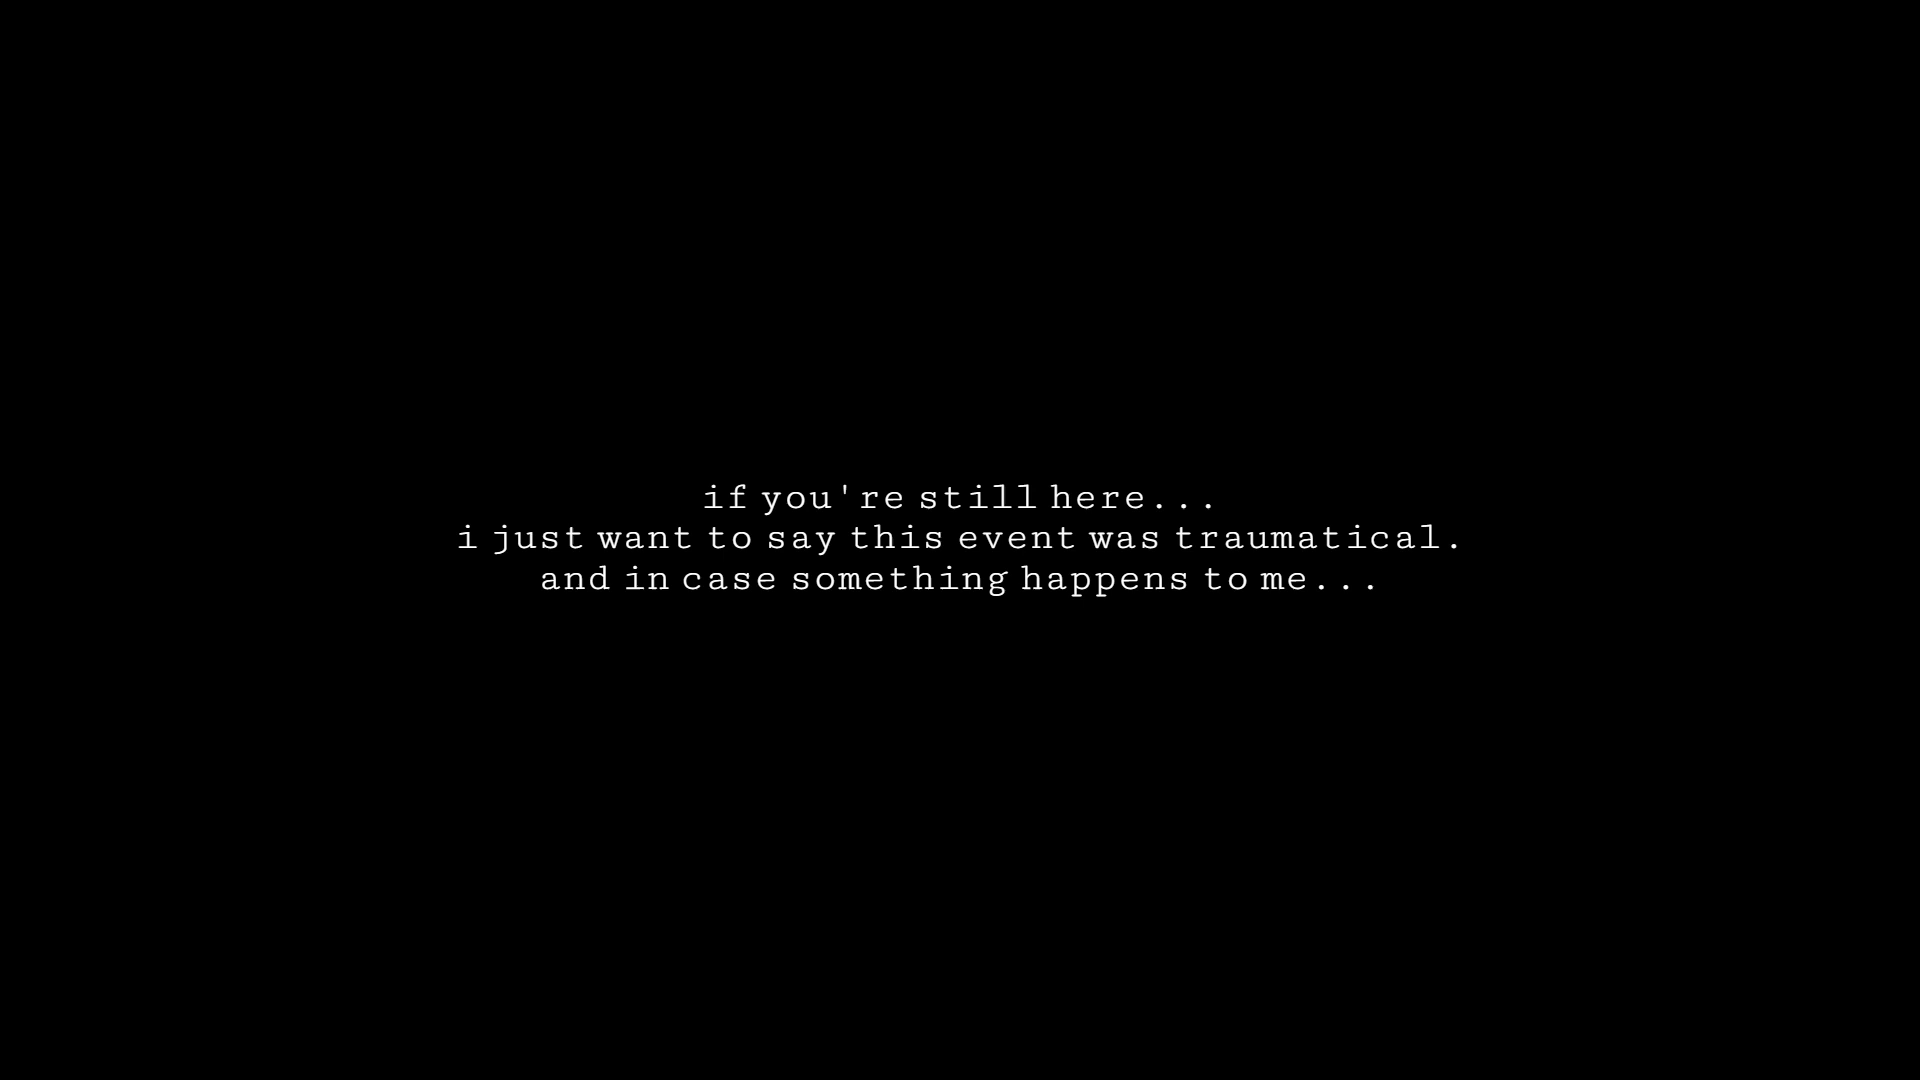 if you're still here...
i just want to say this event was traumatical.
and in case something happens to me...